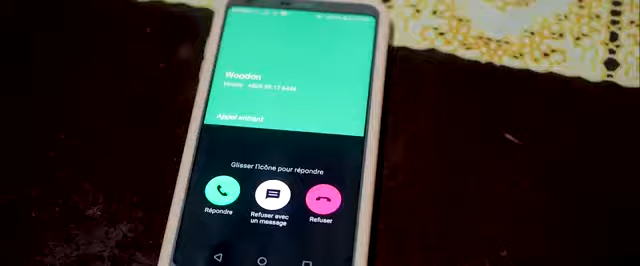 Woodon
Appel entrant
Glisser l'icône pour répondre
Répondre
Refuser avec
un message
Refuser